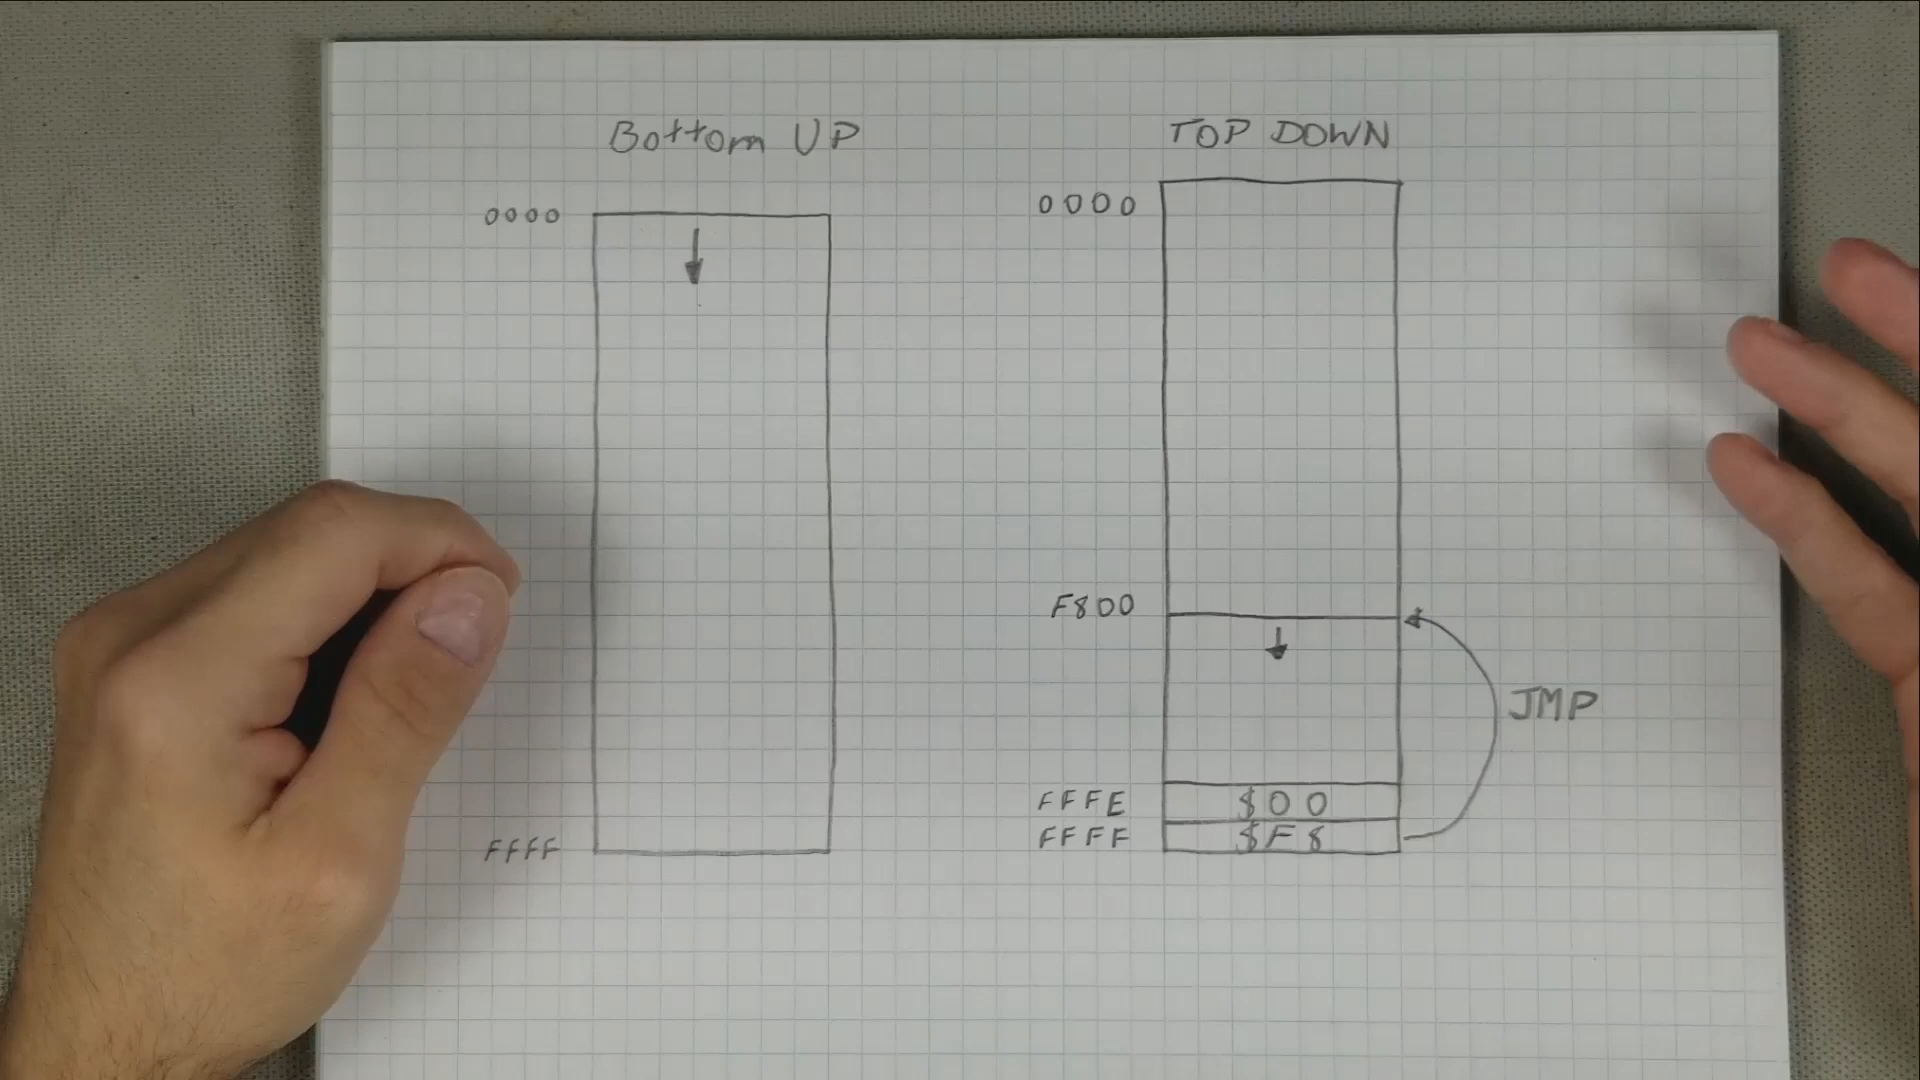 Bottom UP
0000
FFFF
TOP DOWN
0000
F800
JMP
FFFE $00
FFFF $F8